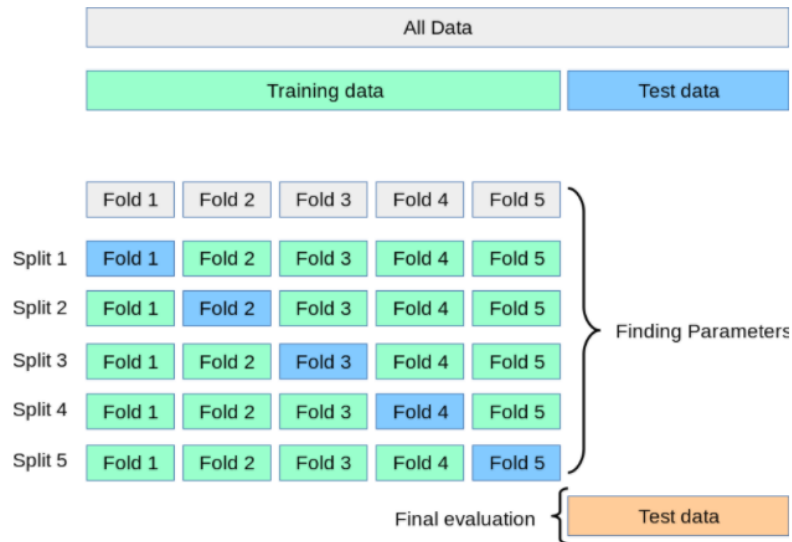 All Data
Training data Test data
Fold 1 Fold 2 Fold 3 Fold 4 Fold 5
Split 1 Fold 1 Fold 2 Fold 3 Fold 4 Fold 5
Split 2 Fold 1 Fold 2 Fold 3 Fold 4 Fold 5
Finding Parameters
Split 3 Fold 1 Fold 2 Fold 3 Fold 4 Fold 5
Split 4 Fold 1 Fold 2 Fold 3 Fold 4 Fold 5
Split 5 Fold 1 Fold 2 Fold 3 Fold 4 Fold 5
Final evaluation Test data